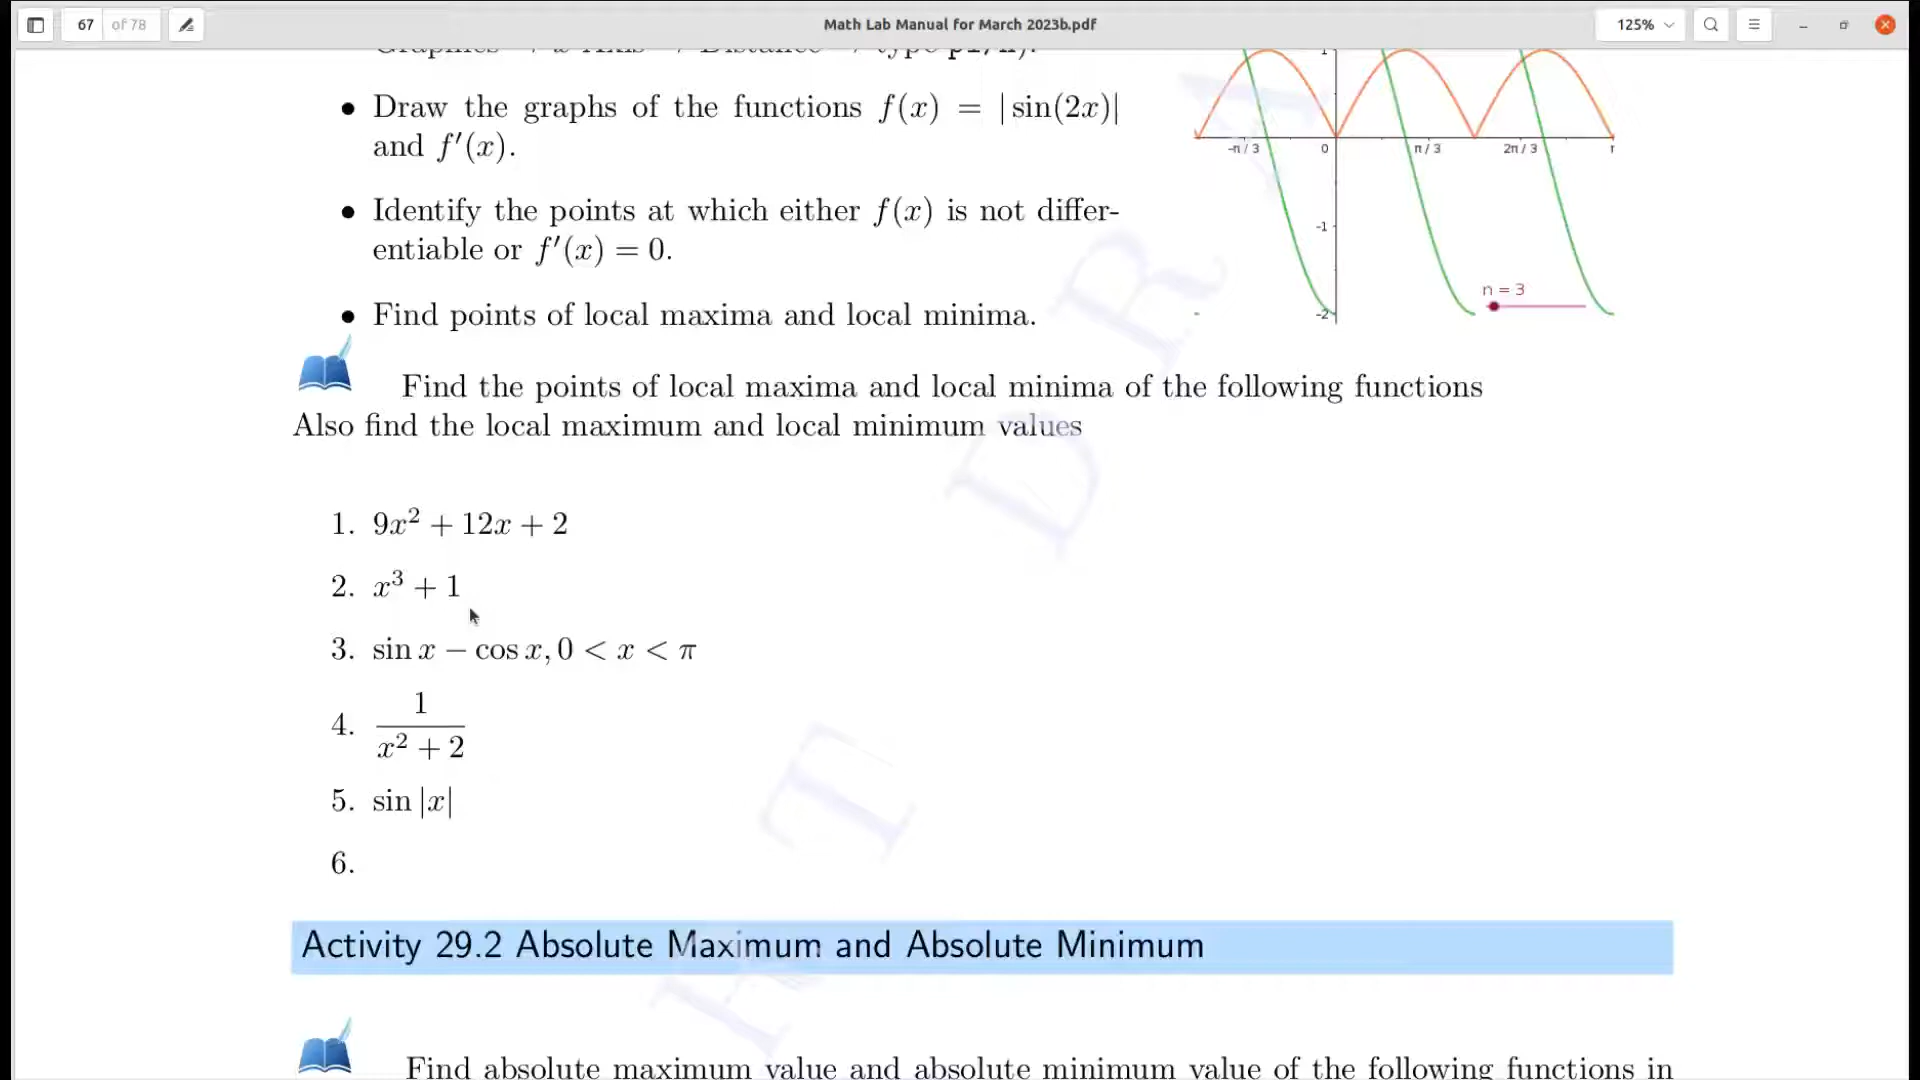 67 of 78
Math Lab Manual for March 2023b.pdf
125%
• Draw the graphs of the functions f(x) = | sin(2x)|
and f′(x).
• Identify the points at which either f(x) is not differ-
entiable or f′(x) = 0.
• Find points of local maxima and local minima.
1
-π / 3 0 π / 3 2π / 3
-1
n = 3
-2
Find the points of local maxima and local minima of the following functions
Also find the local maximum and local minimum values
1. 9x² + 12x + 2
2. x³ + 1
3. sin x − cos x, 0 < x < π
4. 1/(x² + 2)
5. sin |x|
6.
Activity 29.2 Absolute Maximum and Absolute Minimum
Find absolute maximum value and absolute minimum value of the following functions in